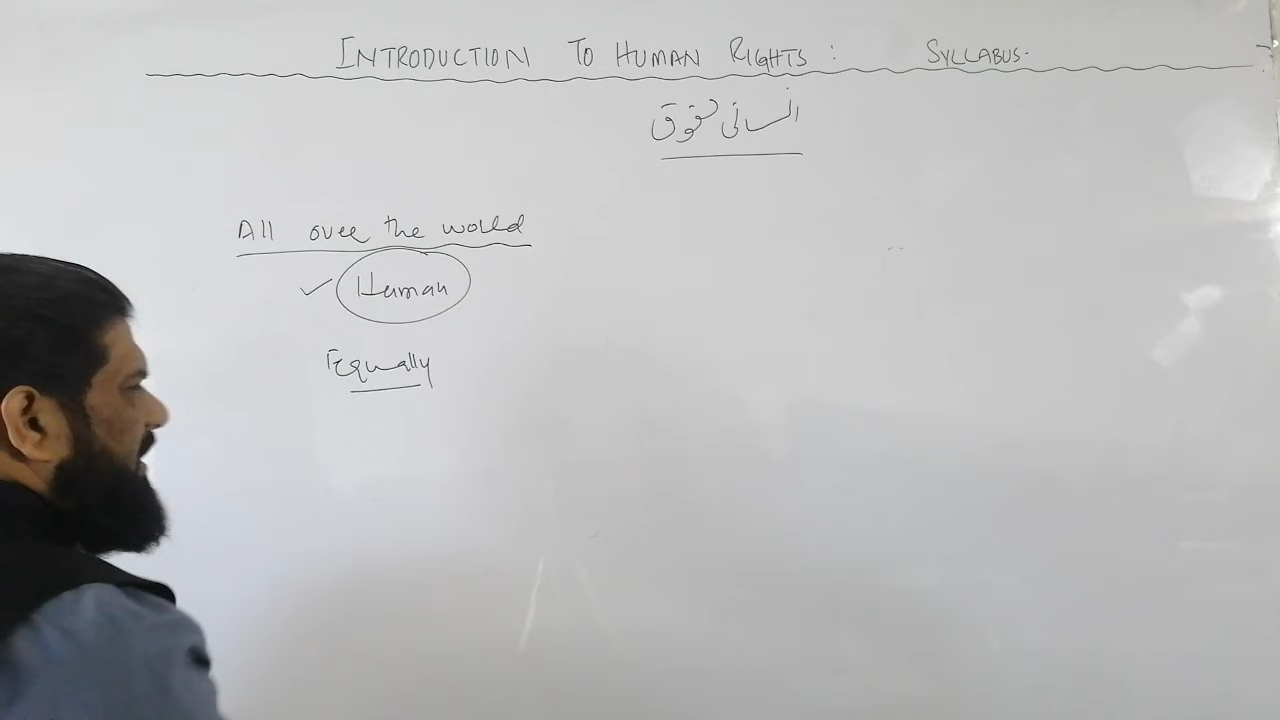 INTRODUCTION TO HUMAN RIGHTS : SYLLABUS.
انسانی حقوق
All over the world
✓ Human
Equally